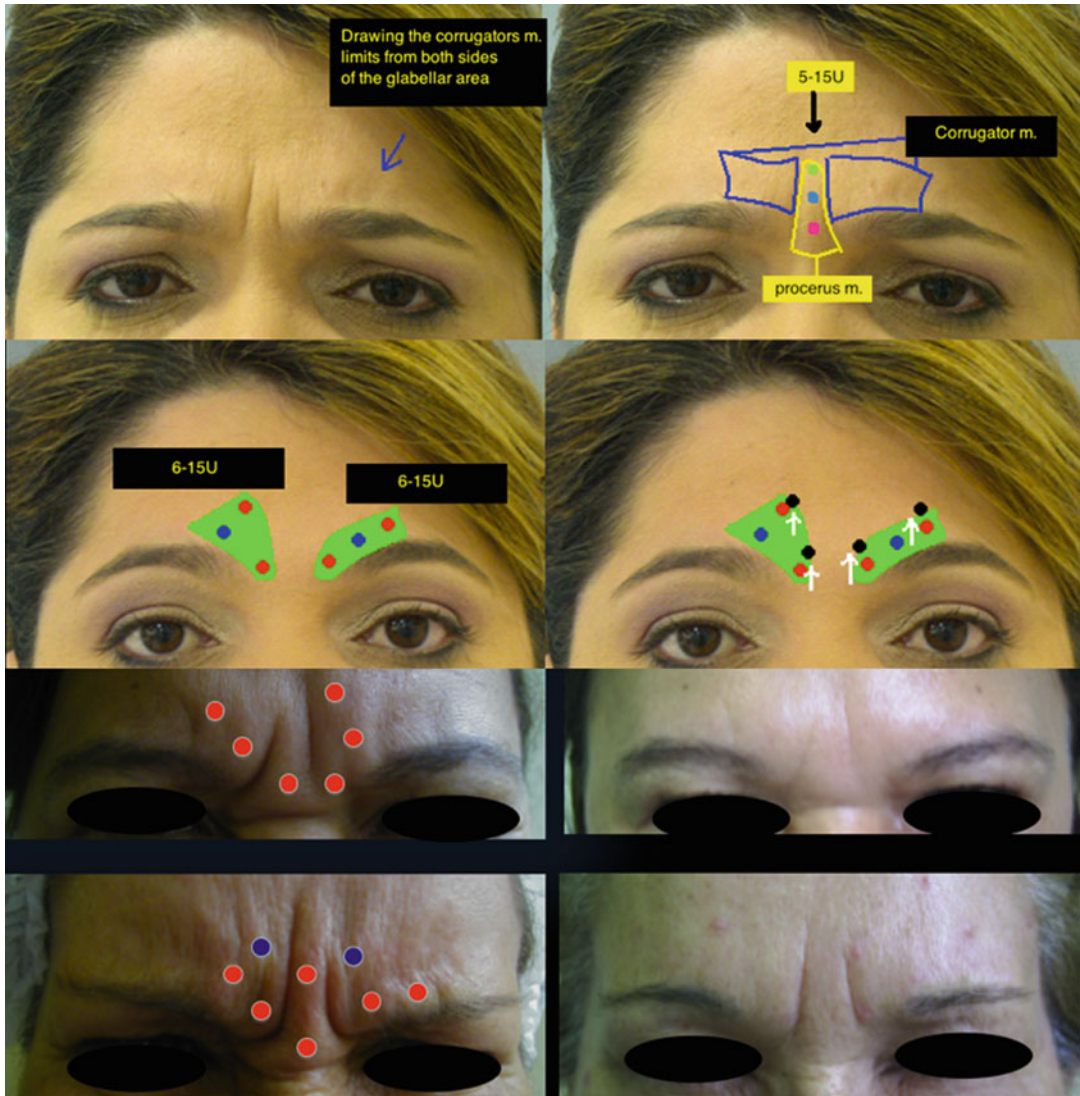 Drawing the corrugators m.
limits from both sides
of the glabellar area
5-15U
Corrugator m.
procerus m.
6-15U
6-15U